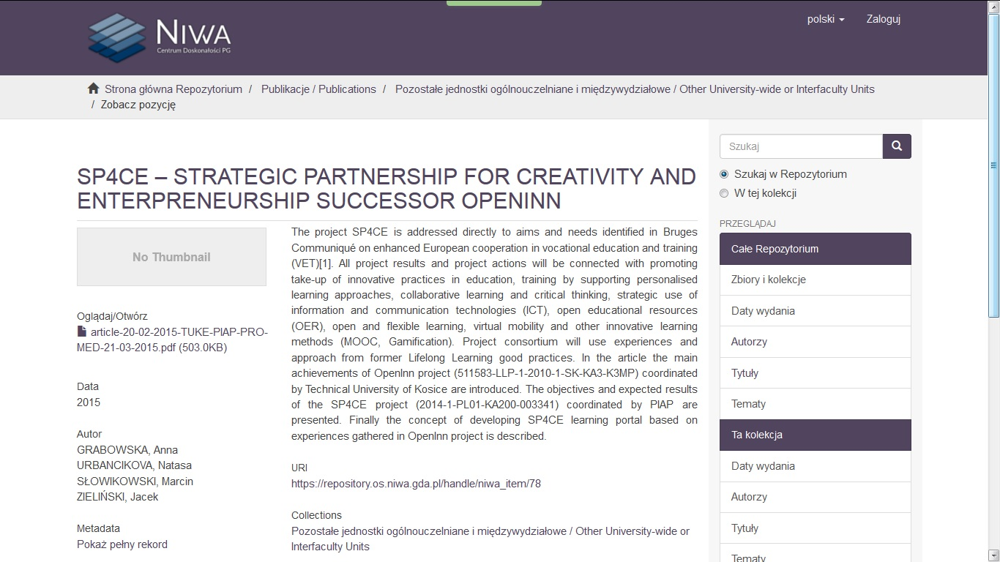 NIWA
Centrum Doskonałości PG
polski
Zaloguj
Strona główna Repozytorium / Publikacje / Publications / Pozostałe jednostki ogólnouczelniane i międzywydziałowe / Other University-wide or Interfaculty Units
/ Zobacz pozycję
SP4CE – STRATEGIC PARTNERSHIP FOR CREATIVITY AND
ENTERPRENEURSHIP SUCCESSOR OPENINN
No Thumbnail
Oglądaj/Otwórz
article-20-02-2015-TUKE-PIAP-PRO-
MED-21-03-2015.pdf (503.0KB)
Data
2015
Autor
GRABOWSKA, Anna
URBANCIKOVA, Natasa
SŁOWIKOWSKI, Marcin
ZIELIŃSKI, Jacek
Metadata
Pokaż pełny rekord
The project SP4CE is addressed directly to aims and needs identified in Bruges
Communiqué on enhanced European cooperation in vocational education and training
(VET)[1]. All project results and project actions will be connected with promoting
take-up of innovative practices in education, training by supporting personalised
learning approaches, collaborative learning and critical thinking, strategic use of
information and communication technologies (ICT), open educational resources
(OER), open and flexible learning, virtual mobility and other innovative learning
methods (MOOC, Gamification). Project consortium will use experiences and
approach from former Lifelong Learning good practices. In the article the main
achievements of OpenInn project (511583-LLP-1-2010-1-SK-KA3-K3MP) coordinated
by Technical University of Kosice are introduced. The objectives and expected results
of the SP4CE project (2014-1-PL01-KA200-003341) coordinated by PIAP are
presented. Finally the concept of developing SP4CE learning portal based on
experiences gathered in OpenInn project is described.
URI
https://repository.os.niwa.gda.pl/handle/niwa_item/78
Collections
Pozostałe jednostki ogólnouczelniane i międzywydziałowe / Other University-wide or
Interfaculty Units
Szukaj
Szukaj w Repozytorium
W tej kolekcji
PRZEGLĄDAJ
Całe Repozytorium
Zbiory i kolekcje
Daty wydania
Autorzy
Tytuły
Tematy
Ta kolekcja
Daty wydania
Autorzy
Tytuły
Tematy